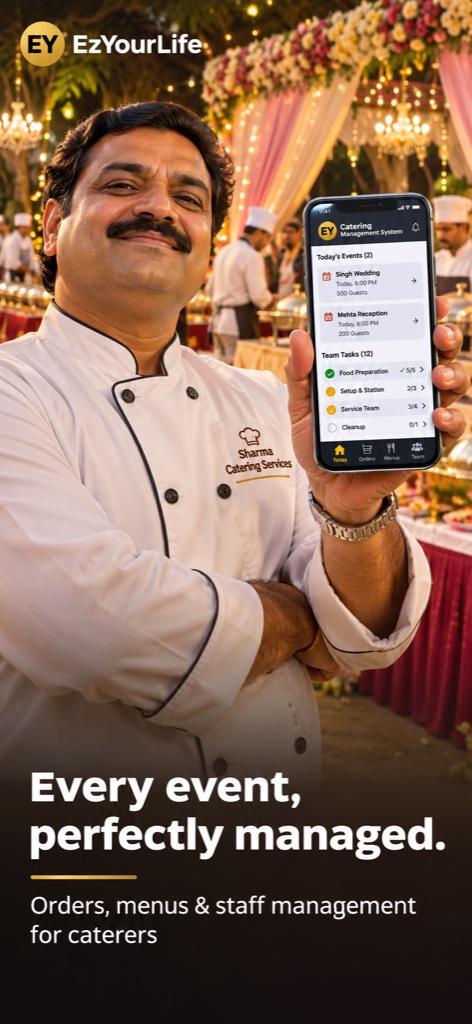 EY EzYourLife
9:41
EY Catering
Management System
Today's Events (2)
Singh Wedding
Today, 6:00 PM
500 Guests
Mehta Reception
Today, 8:00 PM
200 Guests
Team Tasks (12)
Food Preparation ✓ 5/5
Setup & Station 2/3
Service Team 3/4
Cleanup 0/1
Today Orders Menus Team
Sharma
Catering Services
Every event,
perfectly managed.
Orders, menus & staff management
for caterers